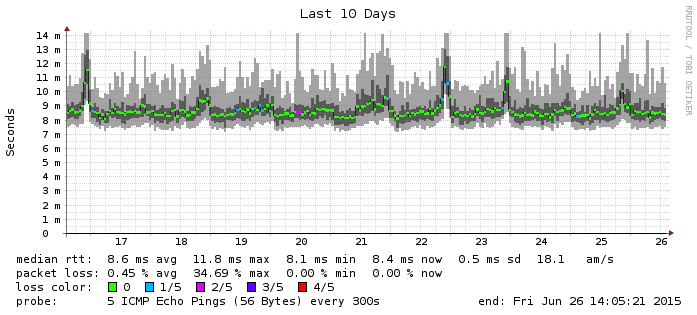 Last 10 Days
RRDTOOL / TOBI OETIKER
Seconds
14 m
13 m
12 m
11 m
10 m
9 m
8 m
7 m
6 m
5 m
4 m
3 m
2 m
1 m
0
17 18 19 20 21 22 23 24 25 26
median rtt: 8.6 ms avg 11.8 ms max 8.1 ms min 8.4 ms now 0.5 ms sd 18.1 am/s
packet loss: 0.45 % avg 34.69 % max 0.00 % min 0.00 % now
loss color: 0 1/5 2/5 3/5 4/5
probe: 5 ICMP Echo Pings (56 Bytes) every 300s end: Fri Jun 26 14:05:21 2015